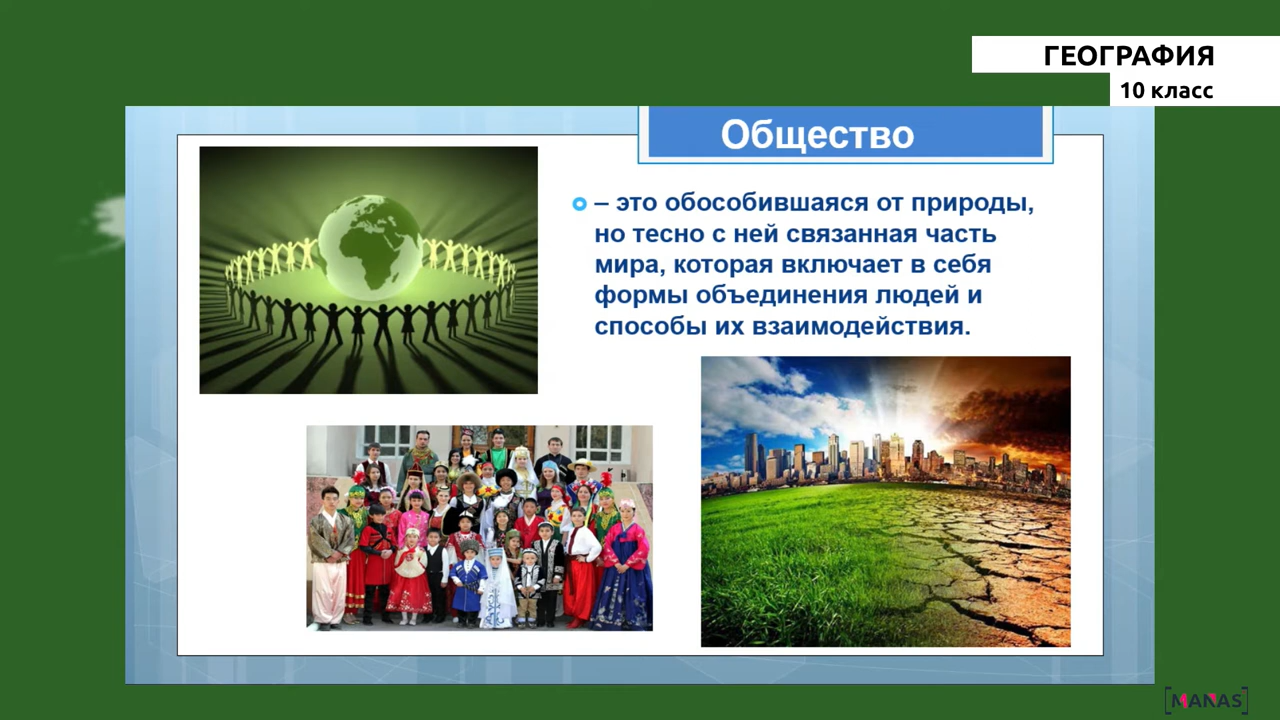 ГЕОГРАФИЯ
10 класс
Общество
– это обособившаяся от природы,
но тесно с ней связанная часть
мира, которая включает в себя
формы объединения людей и
способы их взаимодействия.
[MANAS]